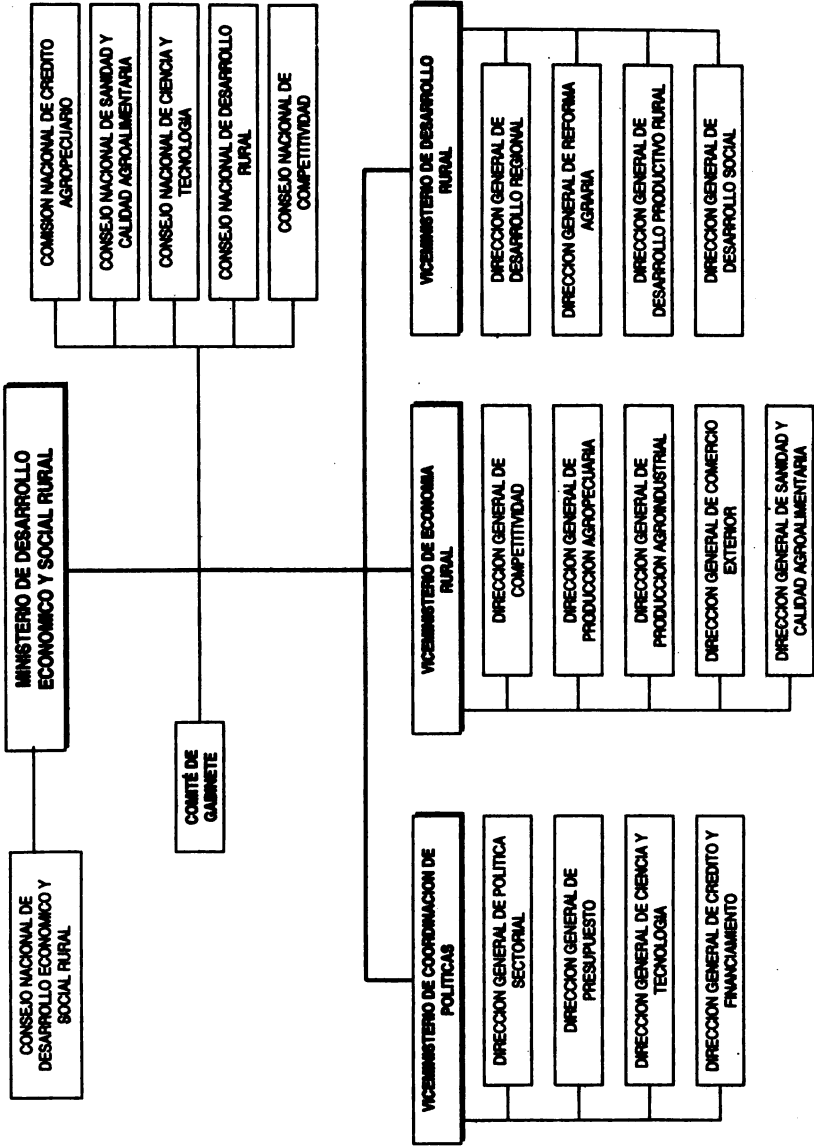 MINISTERIO DE DESARROLLO
ECONOMICO Y SOCIAL RURAL
CONSEJO NACIONAL DE
DESARROLLO ECONOMICO Y
SOCIAL RURAL
COMITÉ DE
GABINETE
COMISION NACIONAL DE CREDITO
AGROPECUARIO
CONSEJO NACIONAL DE SANIDAD Y
CALIDAD AGROALIMENTARIA
CONSEJO NACIONAL DE CIENCIA Y
TECNOLOGIA
CONSEJO NACIONAL DE DESARROLLO
RURAL
CONSEJO NACIONAL DE
COMPETITIVIDAD
VICEMINISTERIO DE COORDINACION DE
POLITICAS
DIRECCION GENERAL DE POLITICA
SECTORIAL
DIRECCION GENERAL DE
PRESUPUESTO
DIRECCION GENERAL DE CIENCIA Y
TECNOLOGIA
DIRECCION GENERAL DE CREDITO Y
FINANCIAMIENTO
VICEMINISTERIO DE ECONOMIA
RURAL
DIRECCION GENERAL DE
COMPETITIVIDAD
DIRECCION GENERAL DE
PRODUCCION AGROPECUARIA
DIRECCION GENERAL DE
PRODUCCION AGROINDUSTRIAL
DIRECCION GENERAL DE COMERCIO
EXTERIOR
DIRECCION GENERAL DE SANIDAD Y
CALIDAD AGROALIMENTARIA
VICEMINISTERIO DE DESARROLLO
RURAL
DIRECCION GENERAL DE
DESARROLLO REGIONAL
DIRECCION GENERAL DE REFORMA
AGRARIA
DIRECCION GENERAL DE
DESARROLLO PRODUCTIVO RURAL
DIRECCION GENERAL DE
DESARROLLO SOCIAL